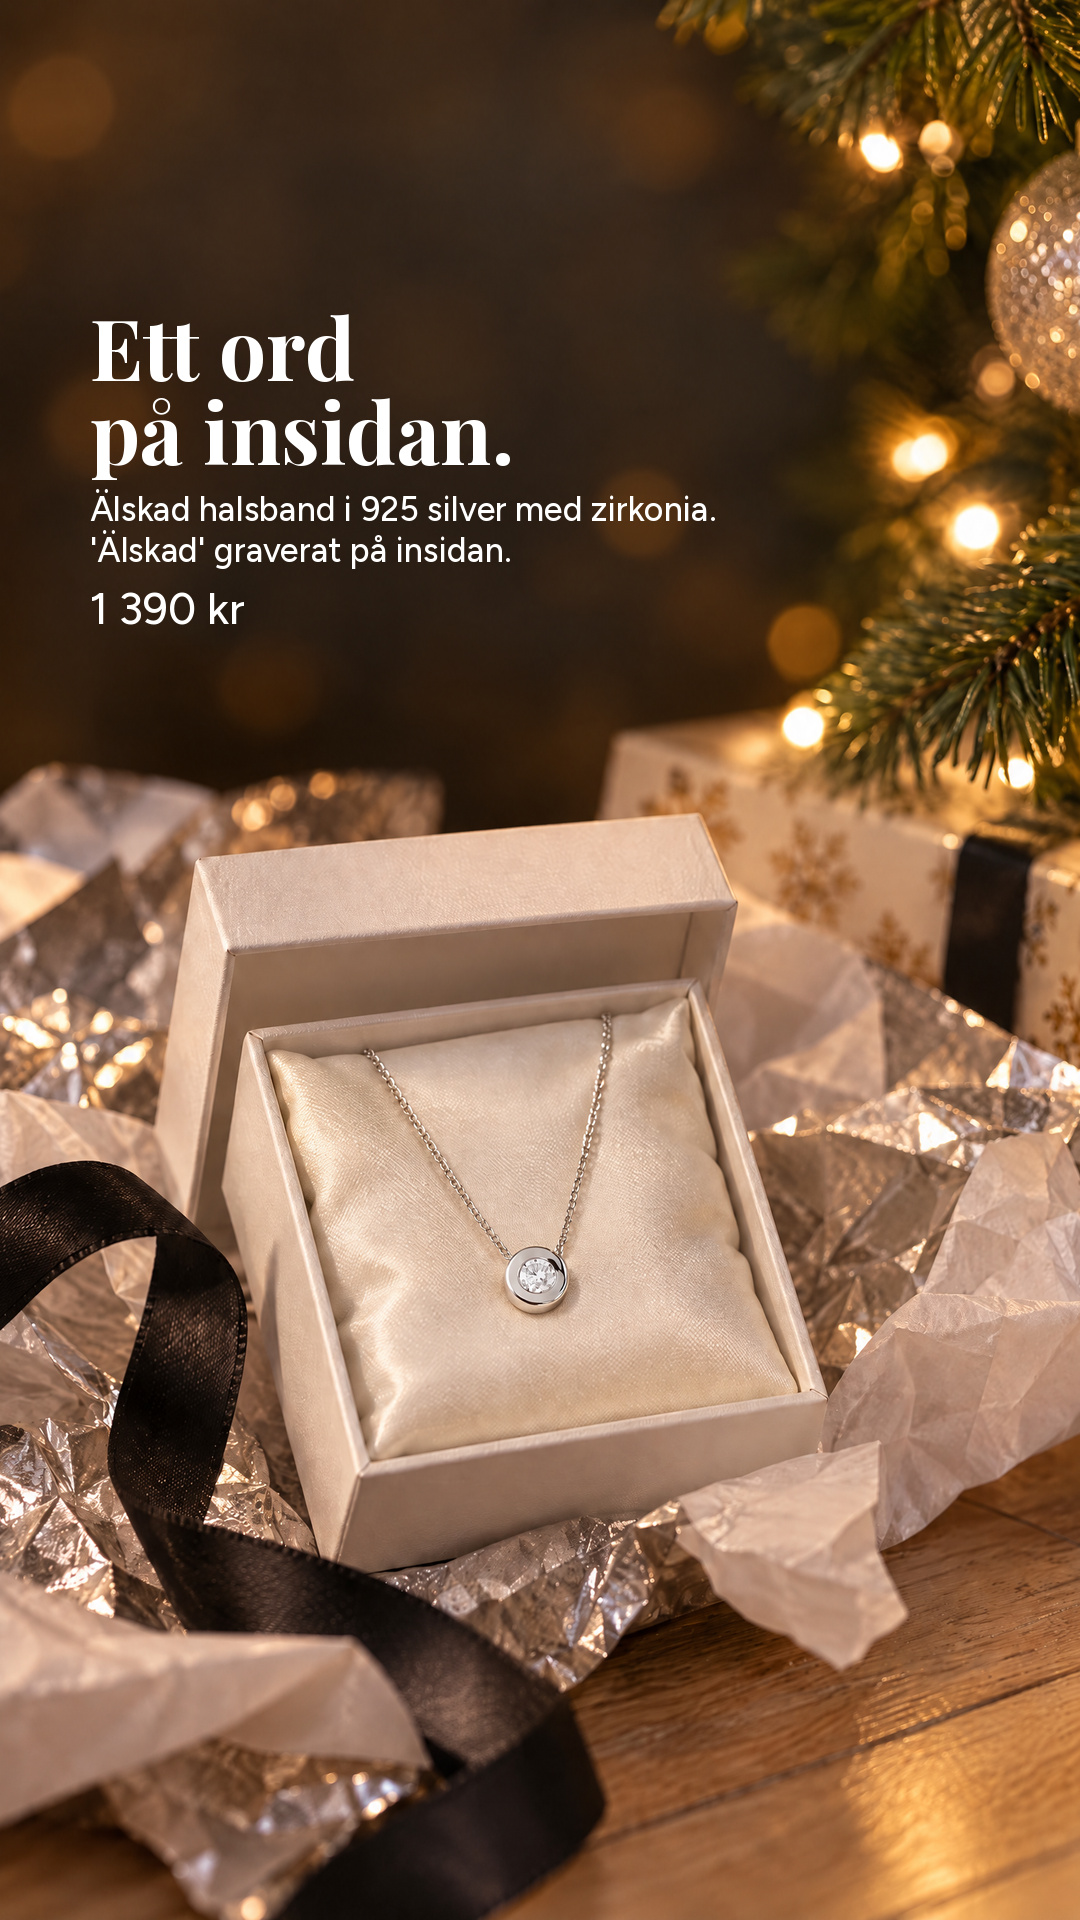 Ett ord
på insidan.
Älskad halsband i 925 silver med zirkonia.
'Älskad' graverat på insidan.
1 390 kr